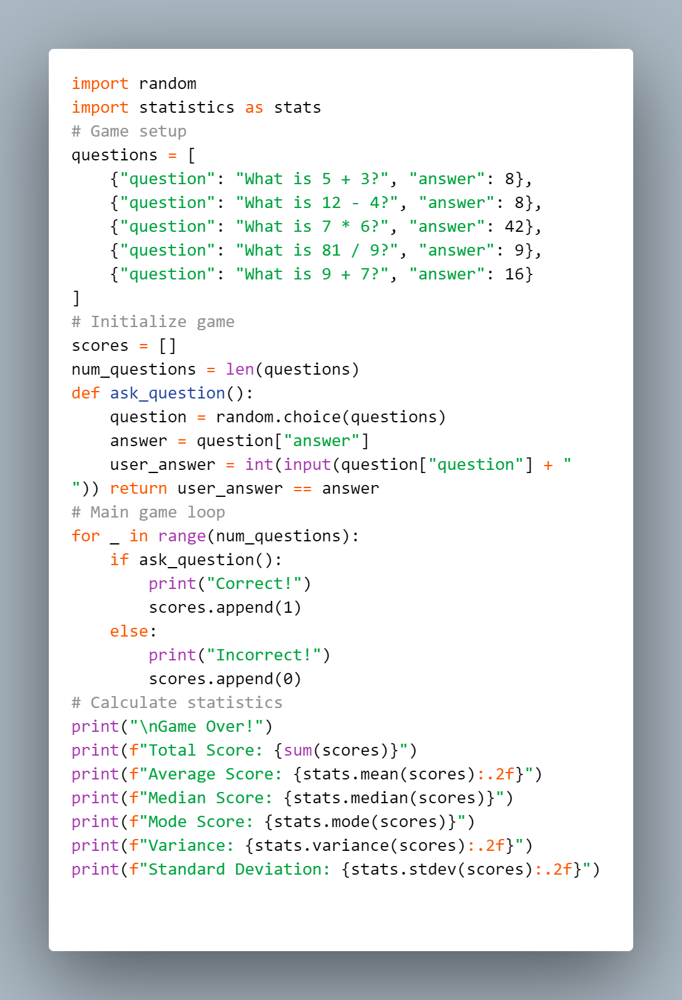 import random
import statistics as stats
# Game setup
questions = [
    {"question": "What is 5 + 3?", "answer": 8},
    {"question": "What is 12 - 4?", "answer": 8},
    {"question": "What is 7 * 6?", "answer": 42},
    {"question": "What is 81 / 9?", "answer": 9},
    {"question": "What is 9 + 7?", "answer": 16}
]
# Initialize game
scores = []
num_questions = len(questions)
def ask_question():
    question = random.choice(questions)
    answer = question["answer"]
    user_answer = int(input(question["question"] + "
")) return user_answer == answer
# Main game loop
for _ in range(num_questions):
    if ask_question():
        print("Correct!")
        scores.append(1)
    else:
        print("Incorrect!")
        scores.append(0)
# Calculate statistics
print("\nGame Over!")
print(f"Total Score: {sum(scores)}")
print(f"Average Score: {stats.mean(scores):.2f}")
print(f"Median Score: {stats.median(scores)}")
print(f"Mode Score: {stats.mode(scores)}")
print(f"Variance: {stats.variance(scores):.2f}")
print(f"Standard Deviation: {stats.stdev(scores):.2f}")